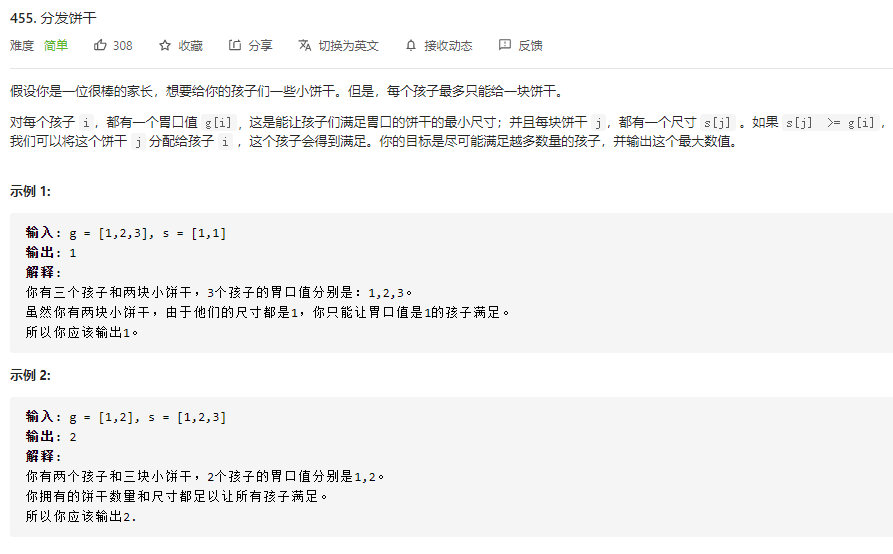 455. 分发饼干
难度 简单 308 收藏 分享 切换为英文 接收动态 反馈
假设你是一位很棒的家长，想要给你的孩子们一些小饼干。但是，每个孩子最多只能给一块饼干。
对每个孩子 i，都有一个胃口值 g[i]，这是能让孩子们满足胃口的饼干的最小尺寸；并且每块饼干 j，都有一个尺寸 s[j] 。如果 s[j] >= g[i]，
我们可以将这个饼干 j 分配给孩子 i ，这个孩子会得到满足。你的目标是尽可能满足越多数量的孩子，并输出这个最大数值。
示例 1:
输入: g = [1,2,3], s = [1,1]
输出: 1
解释:
你有三个孩子和两块小饼干，3个孩子的胃口值分别是：1,2,3。
虽然你有两块小饼干，由于他们的尺寸都是1，你只能让胃口值是1的孩子满足。
所以你应该输出1。
示例 2:
输入: g = [1,2], s = [1,2,3]
输出: 2
解释:
你有两个孩子和三块小饼干，2个孩子的胃口值分别是1,2。
你拥有的饼干数量和尺寸都足以让所有孩子满足。
所以你应该输出2.